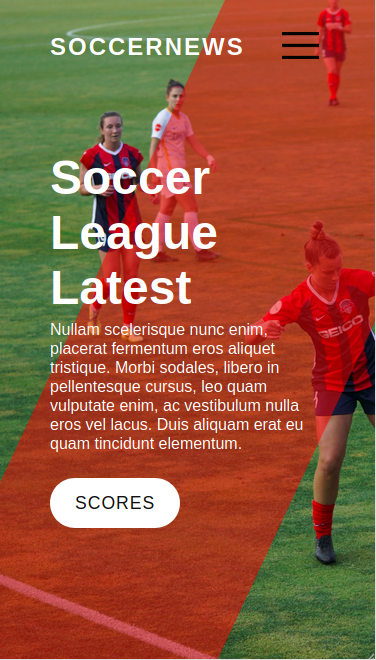 SOCCERNEWS
Soccer
League
Latest
Nullam scelerisque nunc enim,
placerat fermentum eros aliquet
tristique. Morbi sodales, libero in
pellentesque cursus, leo quam
vulputate enim, ac vestibulum nulla
eros vel lacus. Duis aliquam erat eu
quam tincidunt elementum.
GEICO
SCORES